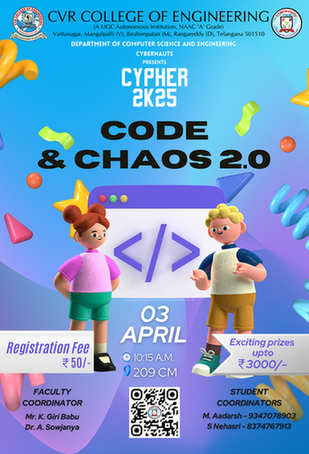 CVR COLLEGE OF ENGINEERING
(A UGC Autonomous Institution, NAAC 'A' Grade)
Vastunagar, Mangalpalli (V), Ibrahimpatan (M), Rangareddy (D), Telangana 501510
DEPARTMENT OF COMPUTER SCIENCE AND ENGINEERING
CYBERNAUTS
PRESENTS
CYPHER
2K25
CODE
& CHAOS 2.0
</>
03
APRIL
10:15 A.M.
209 CM
Registration Fee
₹ 50/-
Exciting prizes
upto
₹ 3000/-
FACULTY
COORDINATOR
Mr. K. Giri Babu
Dr. A. Sowjanya
STUDENT
COORDINATORS
M. Aadarsh - 9347078903
S Nehasri - 8374767913